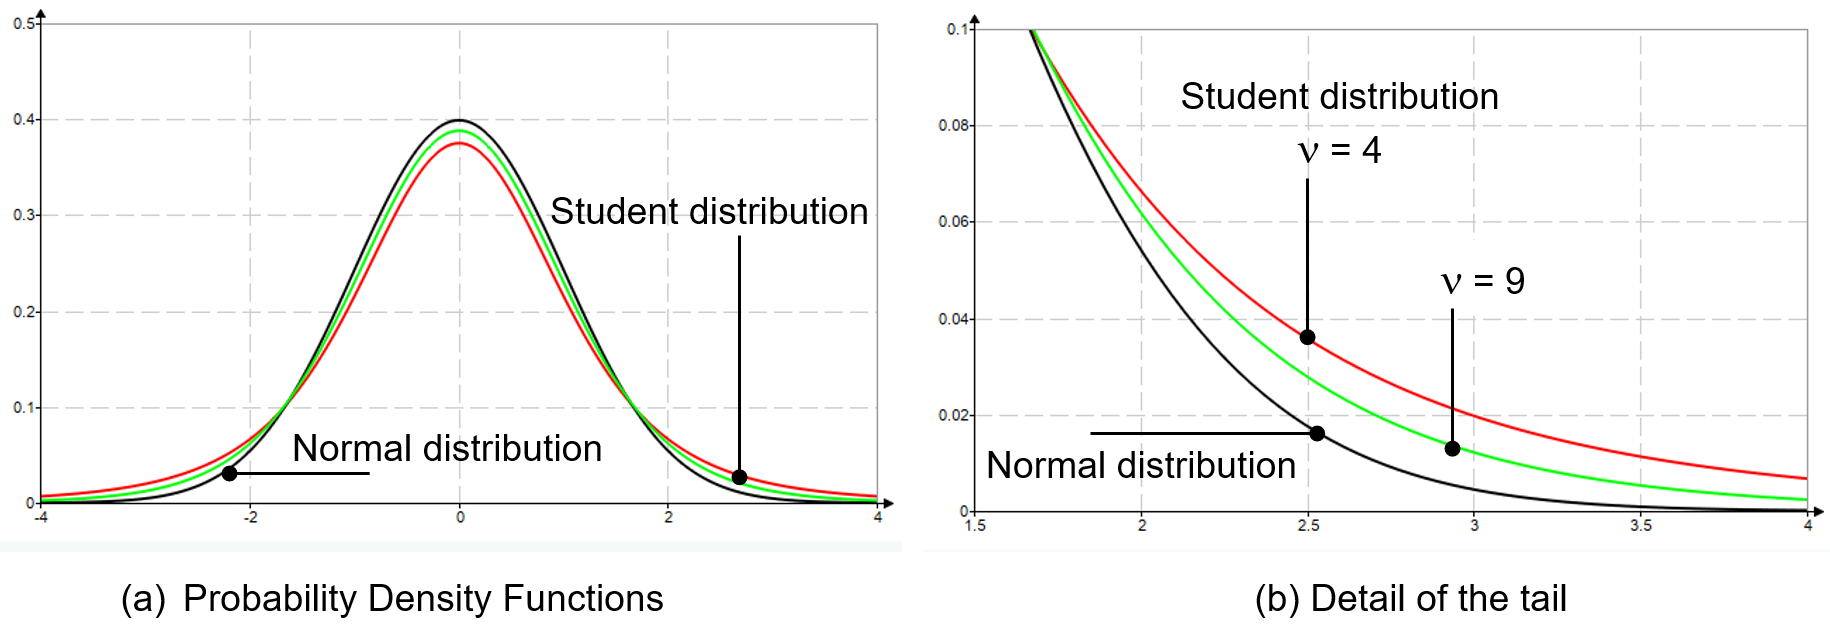 0.5
0.4
0.3
0.2
0.1
0
-4
-2
0
2
4
Student distribution
Normal distribution
(a) Probability Density Functions
0.1
0.08
0.06
0.04
0.02
0
1.5
2
2.5
3
3.5
4
Student distribution
ν = 4
ν = 9
Normal distribution
(b) Detail of the tail